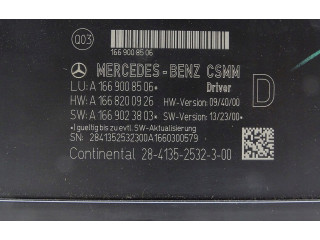 Q03
166 900 85 06
MERCEDES-BENZ CSMM
LU: A 166 900 85 06 • Driver
HW: A 166 820 09 26 HW-Version: 09/40/00
D
SW: A 166 902 38 03 • SW-Version: 13/23/00•
•) gueltig bis zu evtl. SW-Aktualisierung
SN: 2841352532300A1660300579
Continental 28-4135-2532-3-00